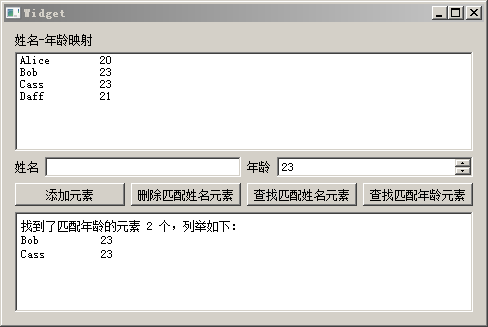 Widget
姓名-年龄映射
Alice 20
Bob 23
Cass 23
Daff 21
姓名 年龄 23
添加元素 删除匹配姓名元素 查找匹配姓名元素 查找匹配年龄元素
找到了匹配年龄的元素 2 个，列举如下：
Bob 23
Cass 23